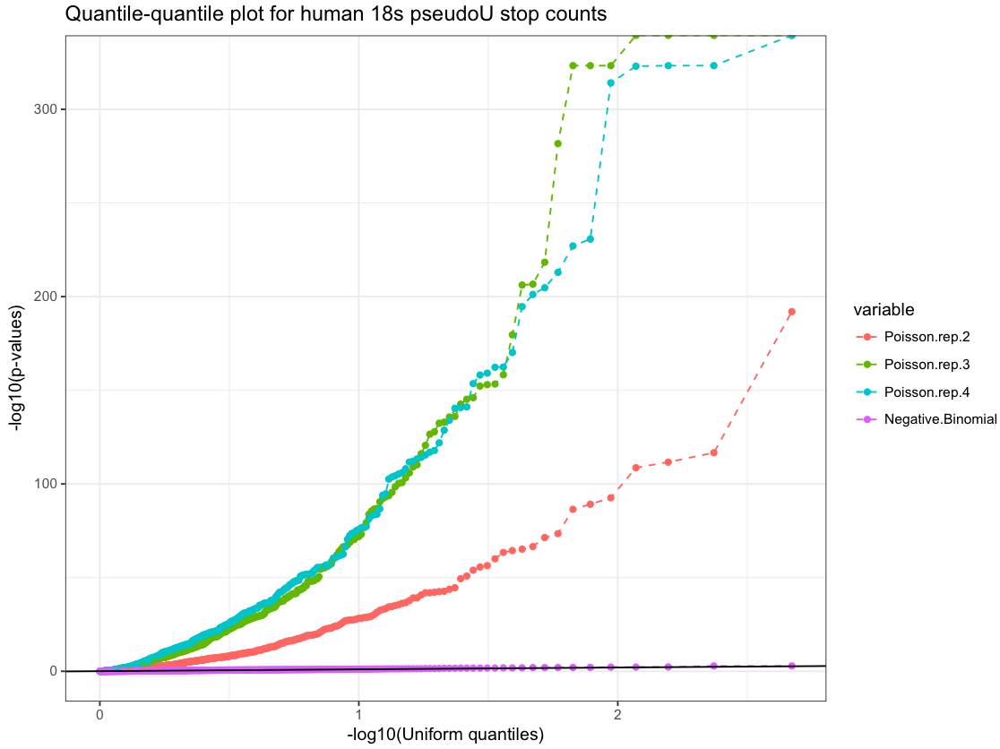 Quantile-quantile plot for human 18s pseudoU stop counts
-log10(p-values)
300
200
100
0
0 1 2
-log10(Uniform quantiles)
variable
Poisson.rep.2
Poisson.rep.3
Poisson.rep.4
Negative.Binomial